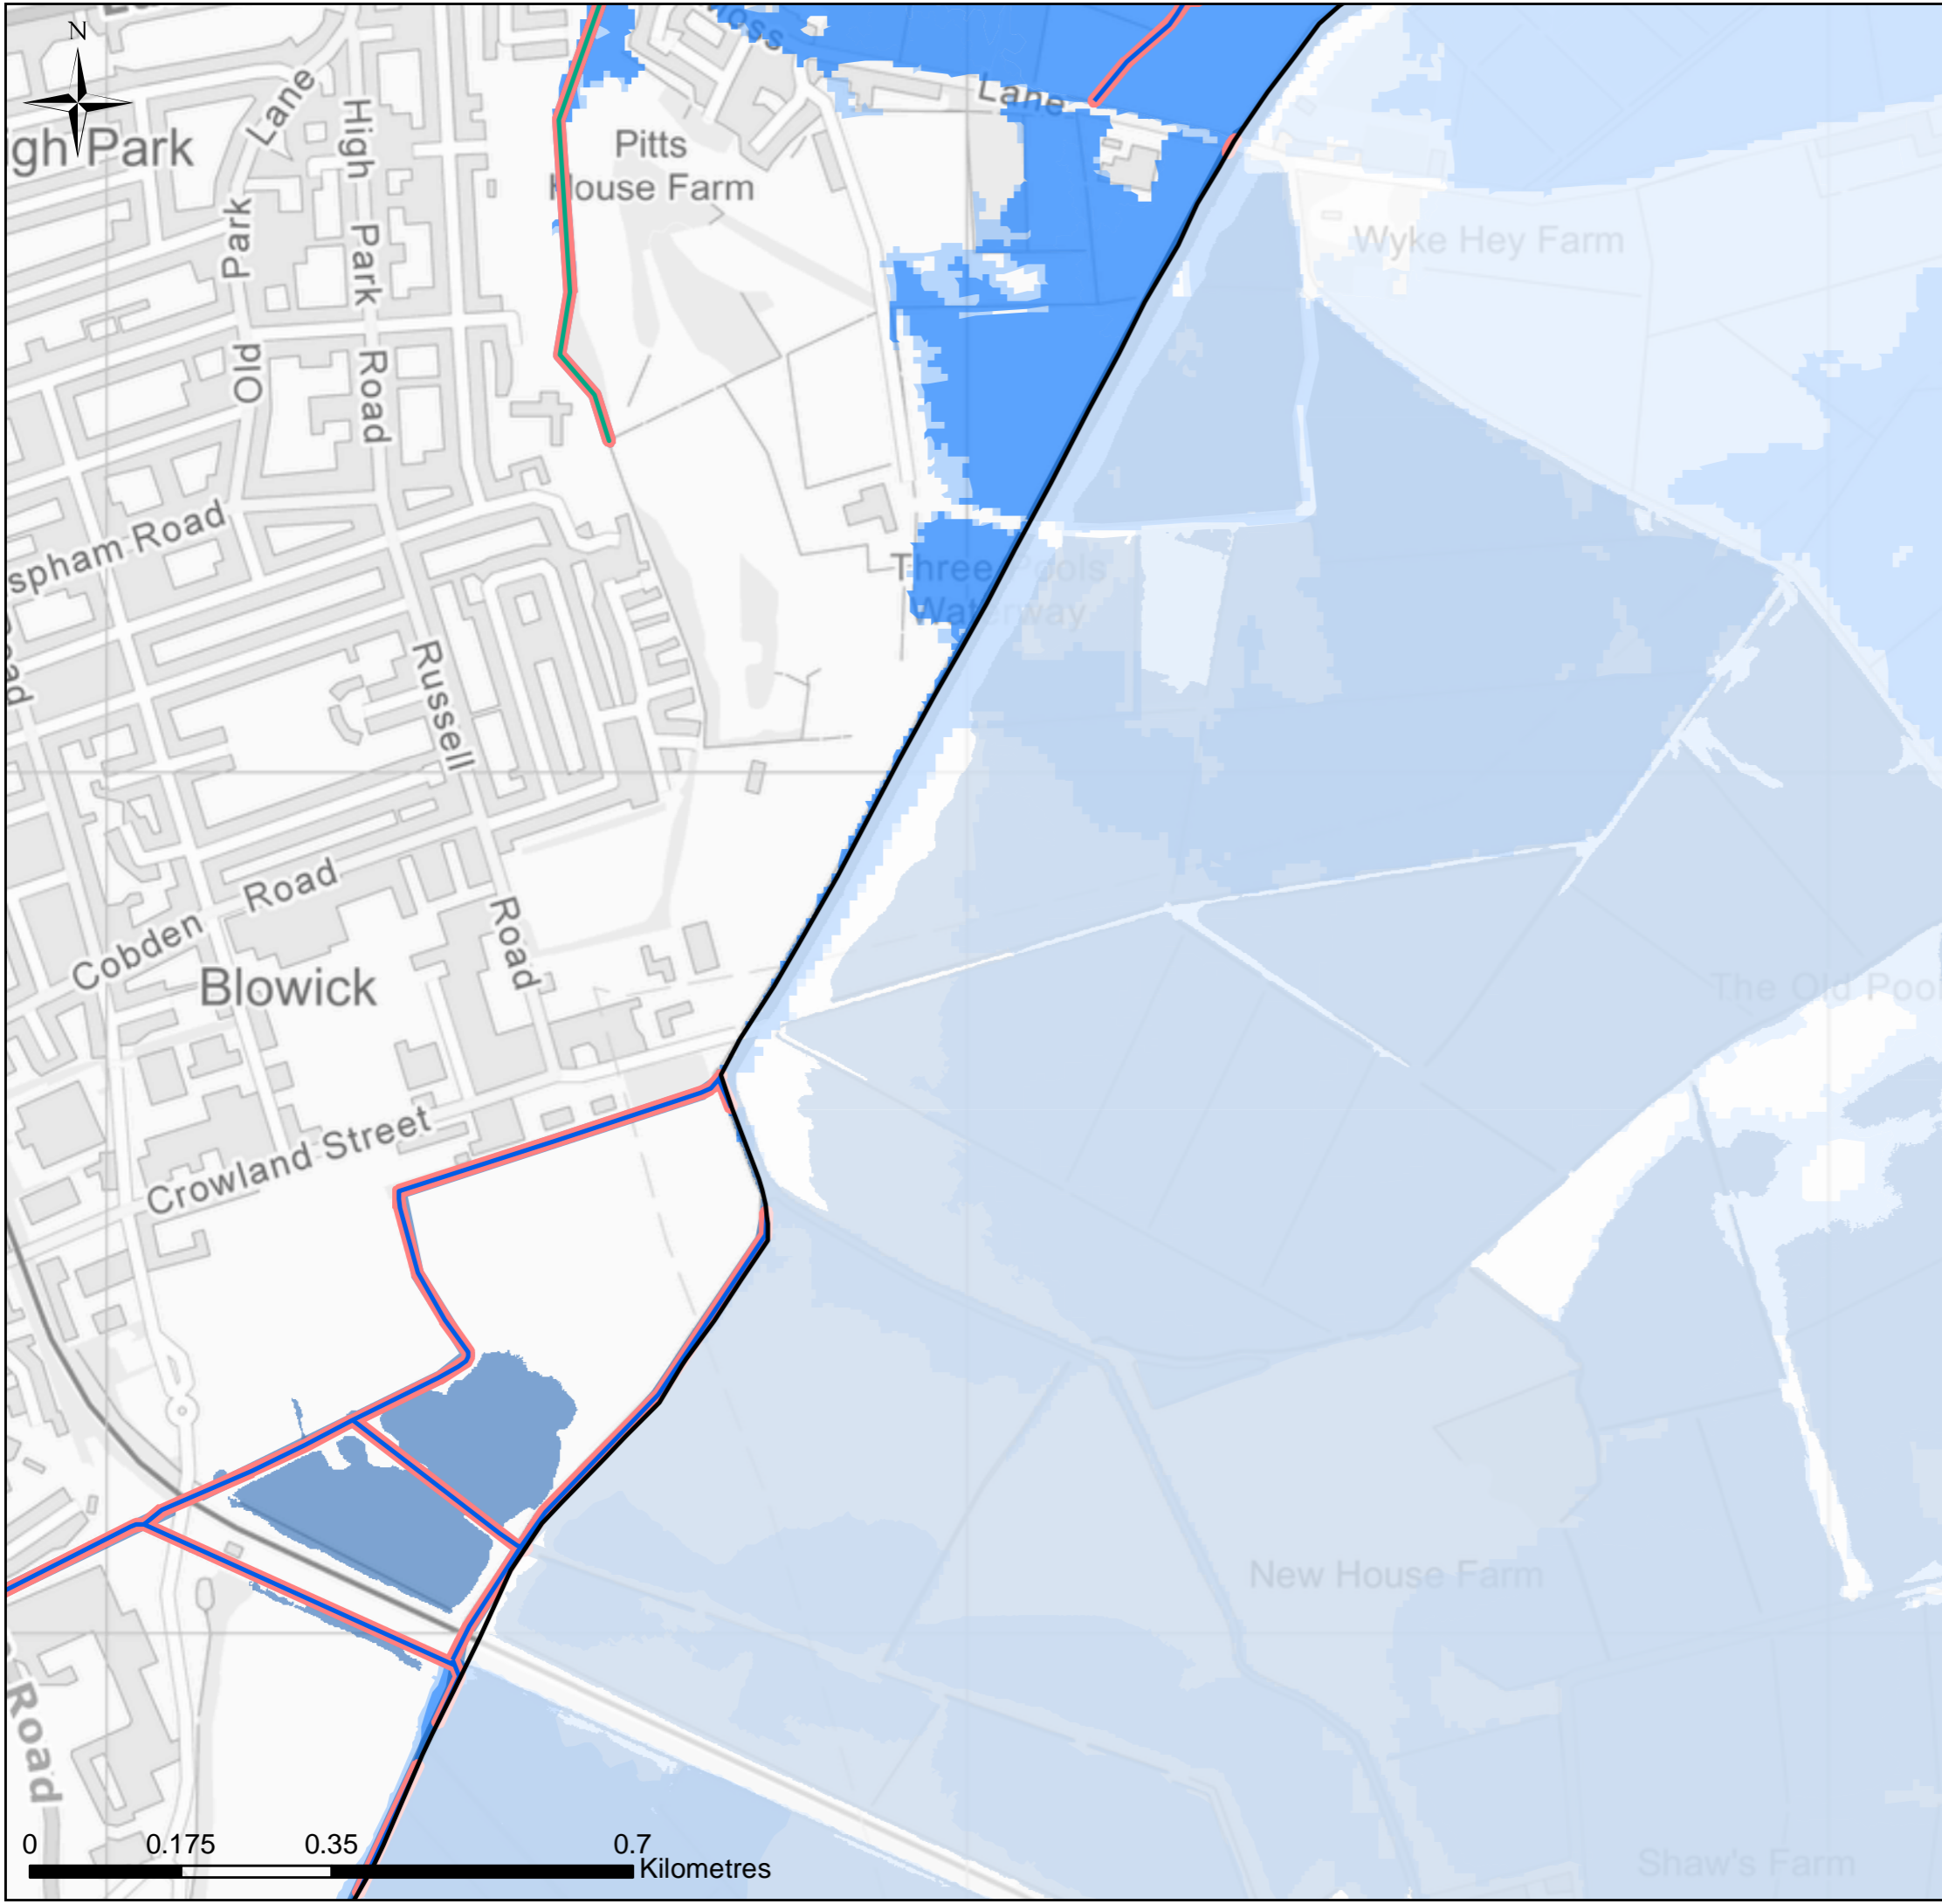 N
Moss
Lane
Lane
High
Park
Road
Old
Park
gh Park
Pitts
House Farm
Wyke Hey Farm
spham Road
Three Pools
Waterway
Russell
Road
Cobden Road
Blowick
The Old Pool
Crowland Street
New House Farm
Road
Shaw's Farm
0 0.175 0.35 0.7
Kilometres